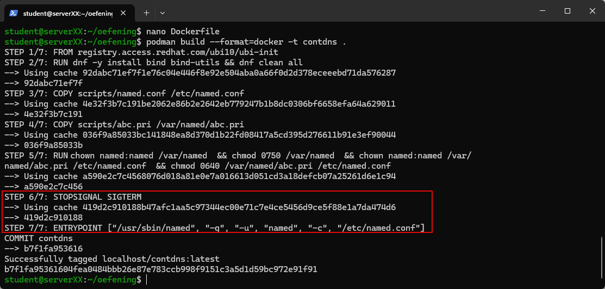 student@serverXX:~/oefening
student@serverXX:~/oefening$ nano Dockerfile
student@serverXX:~/oefening$ podman build --format=docker -t contdns .
STEP 1/7: FROM registry.access.redhat.com/ubi10/ubi-init
STEP 2/7: RUN dnf -y install bind bind-utils && dnf clean all
--> Using cache 92dabc71ef7f1e76c04e446f8e92e504aba0a66f0d2d378eceeebd71da576287
--> 92dabc71ef7f
STEP 3/7: COPY scripts/named.conf /etc/named.conf
--> Using cache 4e32f3b7c191be2062e86b2e2642eb779247b1b8dc0306bf6658efa64a629011
--> 4e32f3b7c191
STEP 4/7: COPY scripts/abc.pri /var/named/abc.pri
--> Using cache 036f9a85033bc141848ea8d370d1b22fd08417a5cd395d276611b91e3ef90044
--> 036f9a85033b
STEP 5/7: RUN chown named:named /var/named  && chmod 0750 /var/named  && chown named:named /var/
named/abc.pri /etc/named.conf  && chmod 0640 /var/named/abc.pri /etc/named.conf
--> Using cache a590e2c7c4568076d018a81e0e7a016613d051cd3a18defcb07a25261d6e1c94
--> a590e2c7c456
STEP 6/7: STOPSIGNAL SIGTERM
--> Using cache 419d2c910188b47afc1aa5c97344ec00e71c7e4ce5456d9ce5f88e1a7da474d6
--> 419d2c910188
STEP 7/7: ENTRYPOINT ["/usr/sbin/named", "-g", "-u", "named", "-c", "/etc/named.conf"]
COMMIT contdns
--> b7f1fa953616
Successfully tagged localhost/contdns:latest
b7f1fa95361604fea0484bbb26e87e783ccb998f9151c3a5d1d59bc972e91f91
student@serverXX:~/oefening$